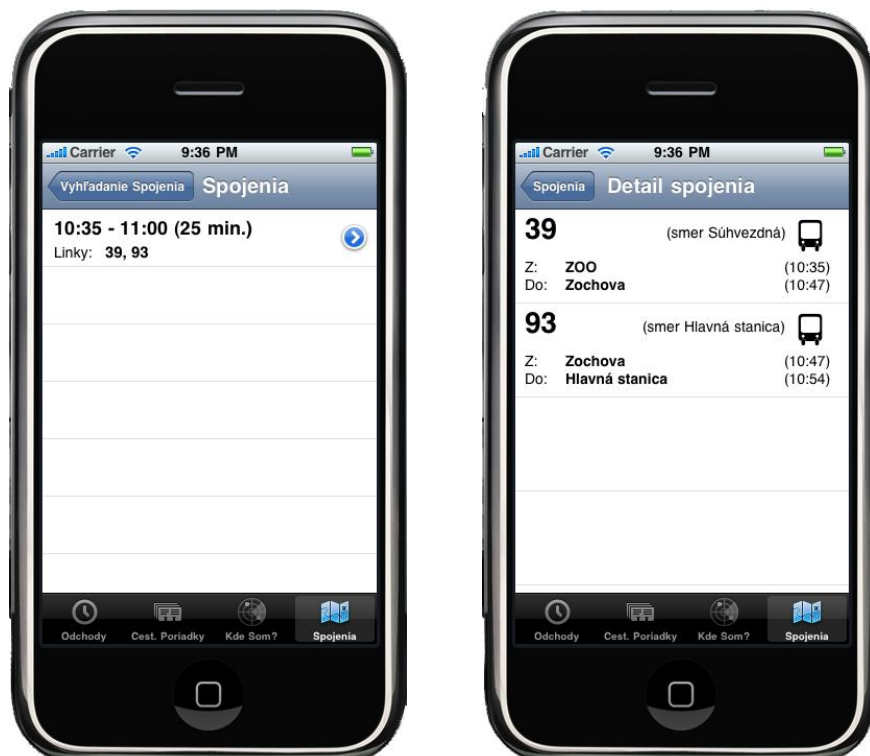 Carrier 9:36 PM
Vyhľadanie Spojenia Spojenia
10:35 - 11:00 (25 min.)
Linky: 39, 93
Odchody Cest. Poriadky Kde Som? Spojenia
Carrier 9:36 PM
Spojenia Detail spojenia
39 (smer Súhvezdná)
Z: ZOO (10:35)
Do: Zochova (10:47)
93 (smer Hlavná stanica)
Z: Zochova (10:47)
Do: Hlavná stanica (10:54)
Odchody Cest. Poriadky Kde Som? Spojenia